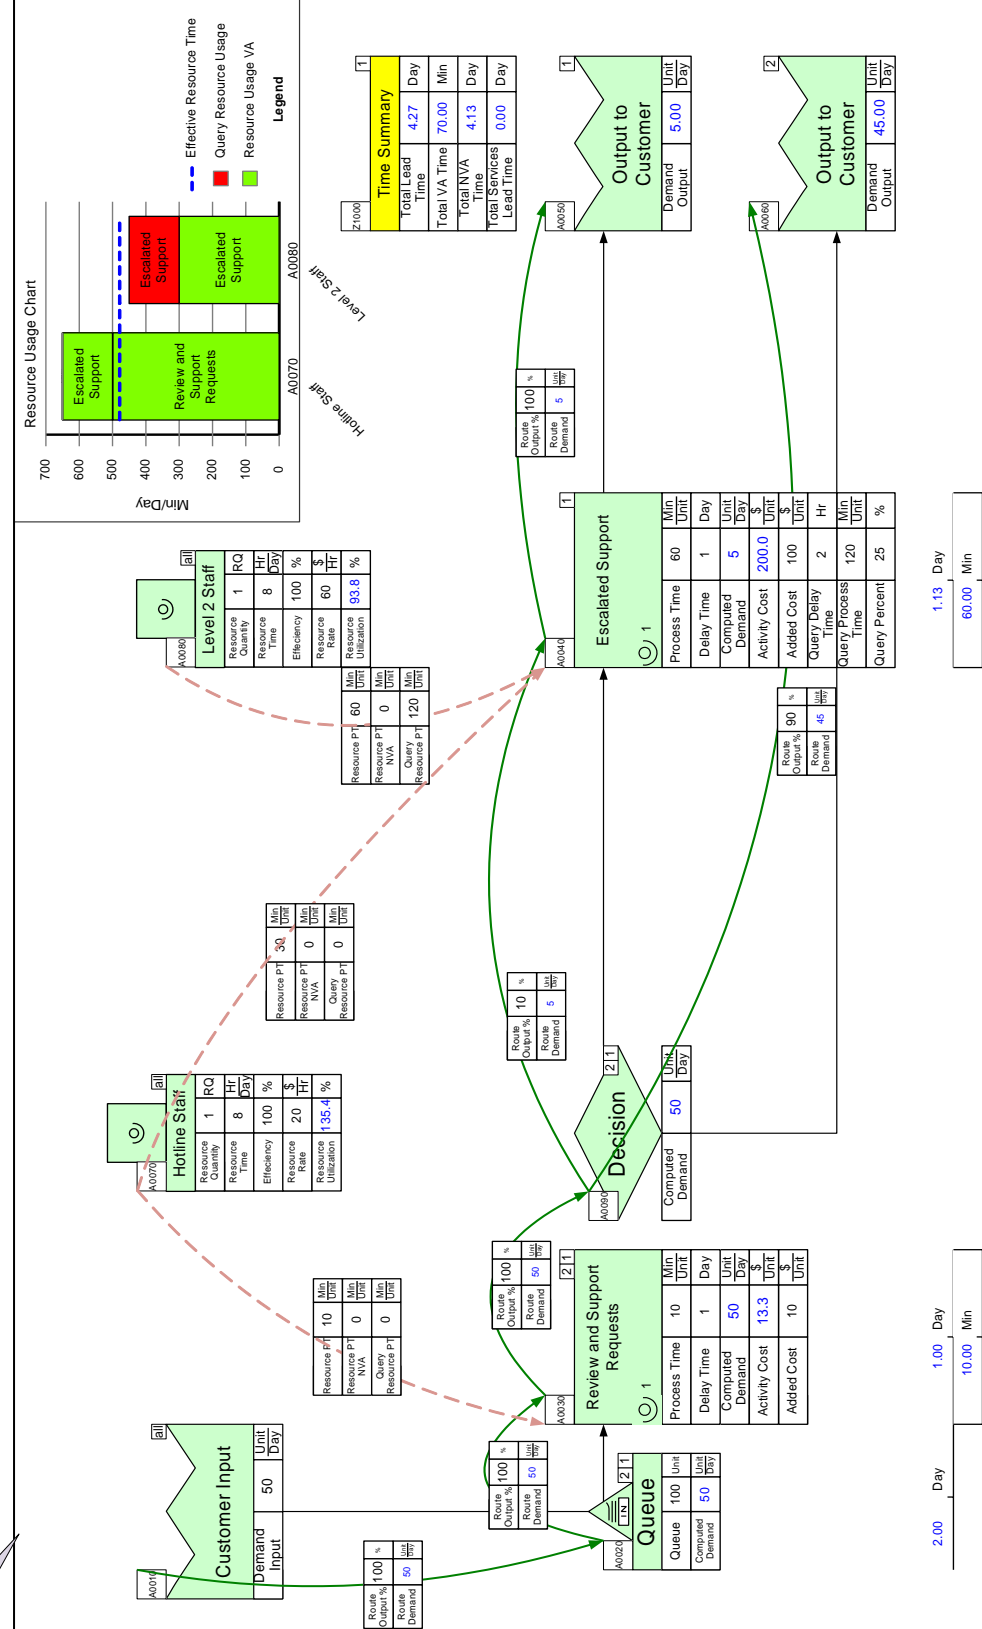 Resource Usage Chart
700
600
500
400
300
200
100
0
Min/Day
Escalated Support
Review and Support Requests
Escalated Support
Escalated Support
A0070
A0080
Hotline Staff
Level 2 Staff
Effective Resource Time
Query Resource Usage
Resource Usage VA
Legend
A0070
all
Hotline Staff
Resource Quantity 1 RQ
Resource Time 8 Hr Day
Effeciency 100 %
Resource Rate 20 $ Hr
Resource Utilization 135.4 %
A0080
all
Level 2 Staff
Resource Quantity 1 RQ
Resource Time 8 Hr Day
Effeciency 100 %
Resource Rate 60 $ Hr
Resource Utilization 93.8 %
Resource PT 10 Min Unit
Resource PT NVA 0 Min Unit
Query Resource PT 0 Min Unit
Resource PT 30 Min Unit
Resource PT NVA 0 Min Unit
Query Resource PT 0 Min Unit
Resource PT 60 Min Unit
Resource PT NVA 0 Min Unit
Query Resource PT 120 Min Unit
Z1000
1
Time Summary
Total Lead Time 4.27 Day
Total VA Time 70.00 Min
Total NVA Time 4.13 Day
Total Services Lead Time 0.00 Day
A0010
all
Customer Input
Demand Input 50 Unit Day
Route Output % 100 %
Route Demand 50 Unit Day
A0020
2 1
IN
Queue
Queue 100 Unit
Computed Demand 50 Unit Day
Route Output % 100 %
Route Demand 50 Unit Day
A0030
2 1
Review and Support Requests
1
Process Time 10 Min Unit
Delay Time 1 Day
Computed Demand 50 Unit Day
Activity Cost 13.3 $ Unit
Added Cost 10 $ Unit
Route Output % 100 %
Route Demand 50 Unit Day
A0090
2 1
Decision
Computed Demand 50 Unit Day
Route Output % 10 %
Route Demand 5 Unit Day
Route Output % 90 %
Route Demand 45 Unit Day
A0040
1
Escalated Support
1
Process Time 60 Min Unit
Delay Time 1 Day
Computed Demand 5 Unit Day
Activity Cost 200.0 $ Unit
Added Cost 100 $ Unit
Query Delay Time 2 Hr
Query Process Time 120 Min Unit
Query Percent 25 %
Route Output % 100 %
Route Demand 5 Unit Day
A0050
1
Output to Customer
Demand Output 5.00 Unit Day
A0060
2
Output to Customer
Demand Output 45.00 Unit Day
2.00 Day
1.00 Day
10.00 Min
1.13 Day
60.00 Min